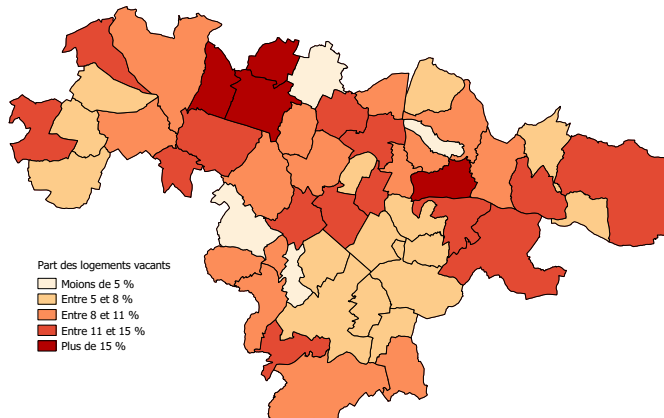 Part des logements vacants
Moions de 5 %
Entre 5 et 8 %
Entre 8 et 11 %
Entre 11 et 15 %
Plus de 15 %